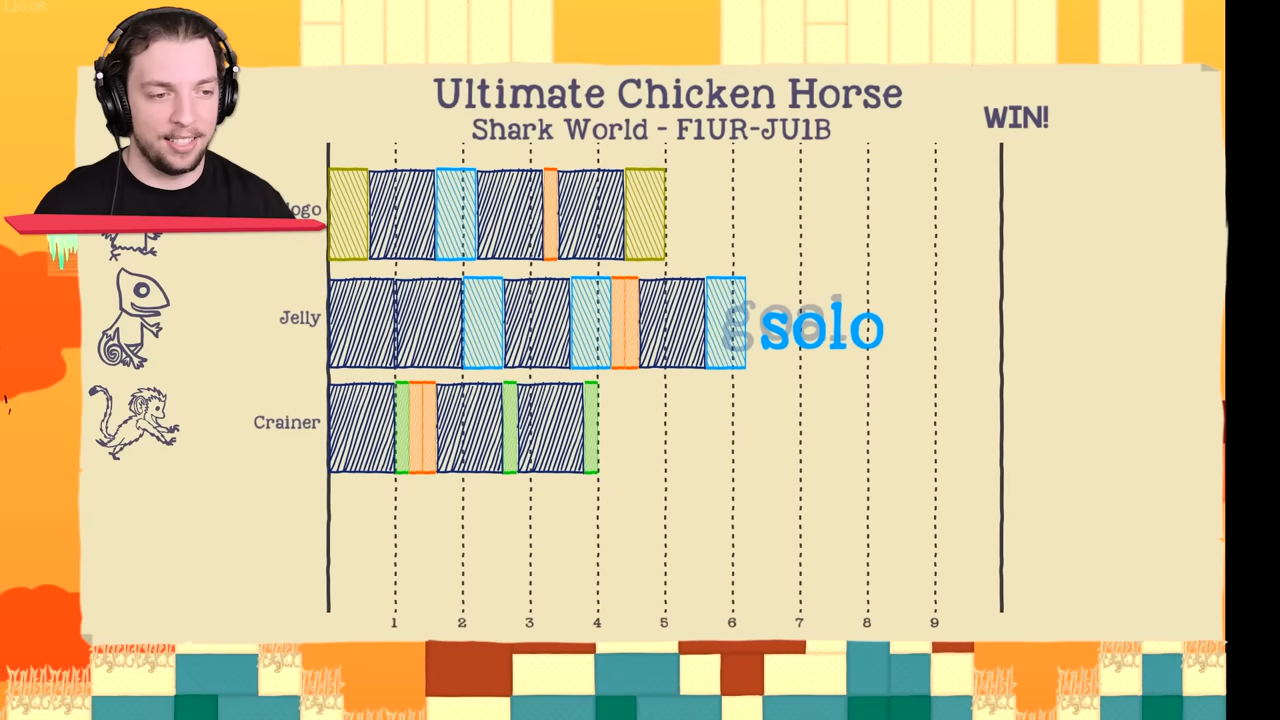 Ultimate Chicken Horse
Shark World - F1UR-JU1B
WIN!
Jelly
goal
solo
Crainer
1 2 3 4 5 6 7 8 9